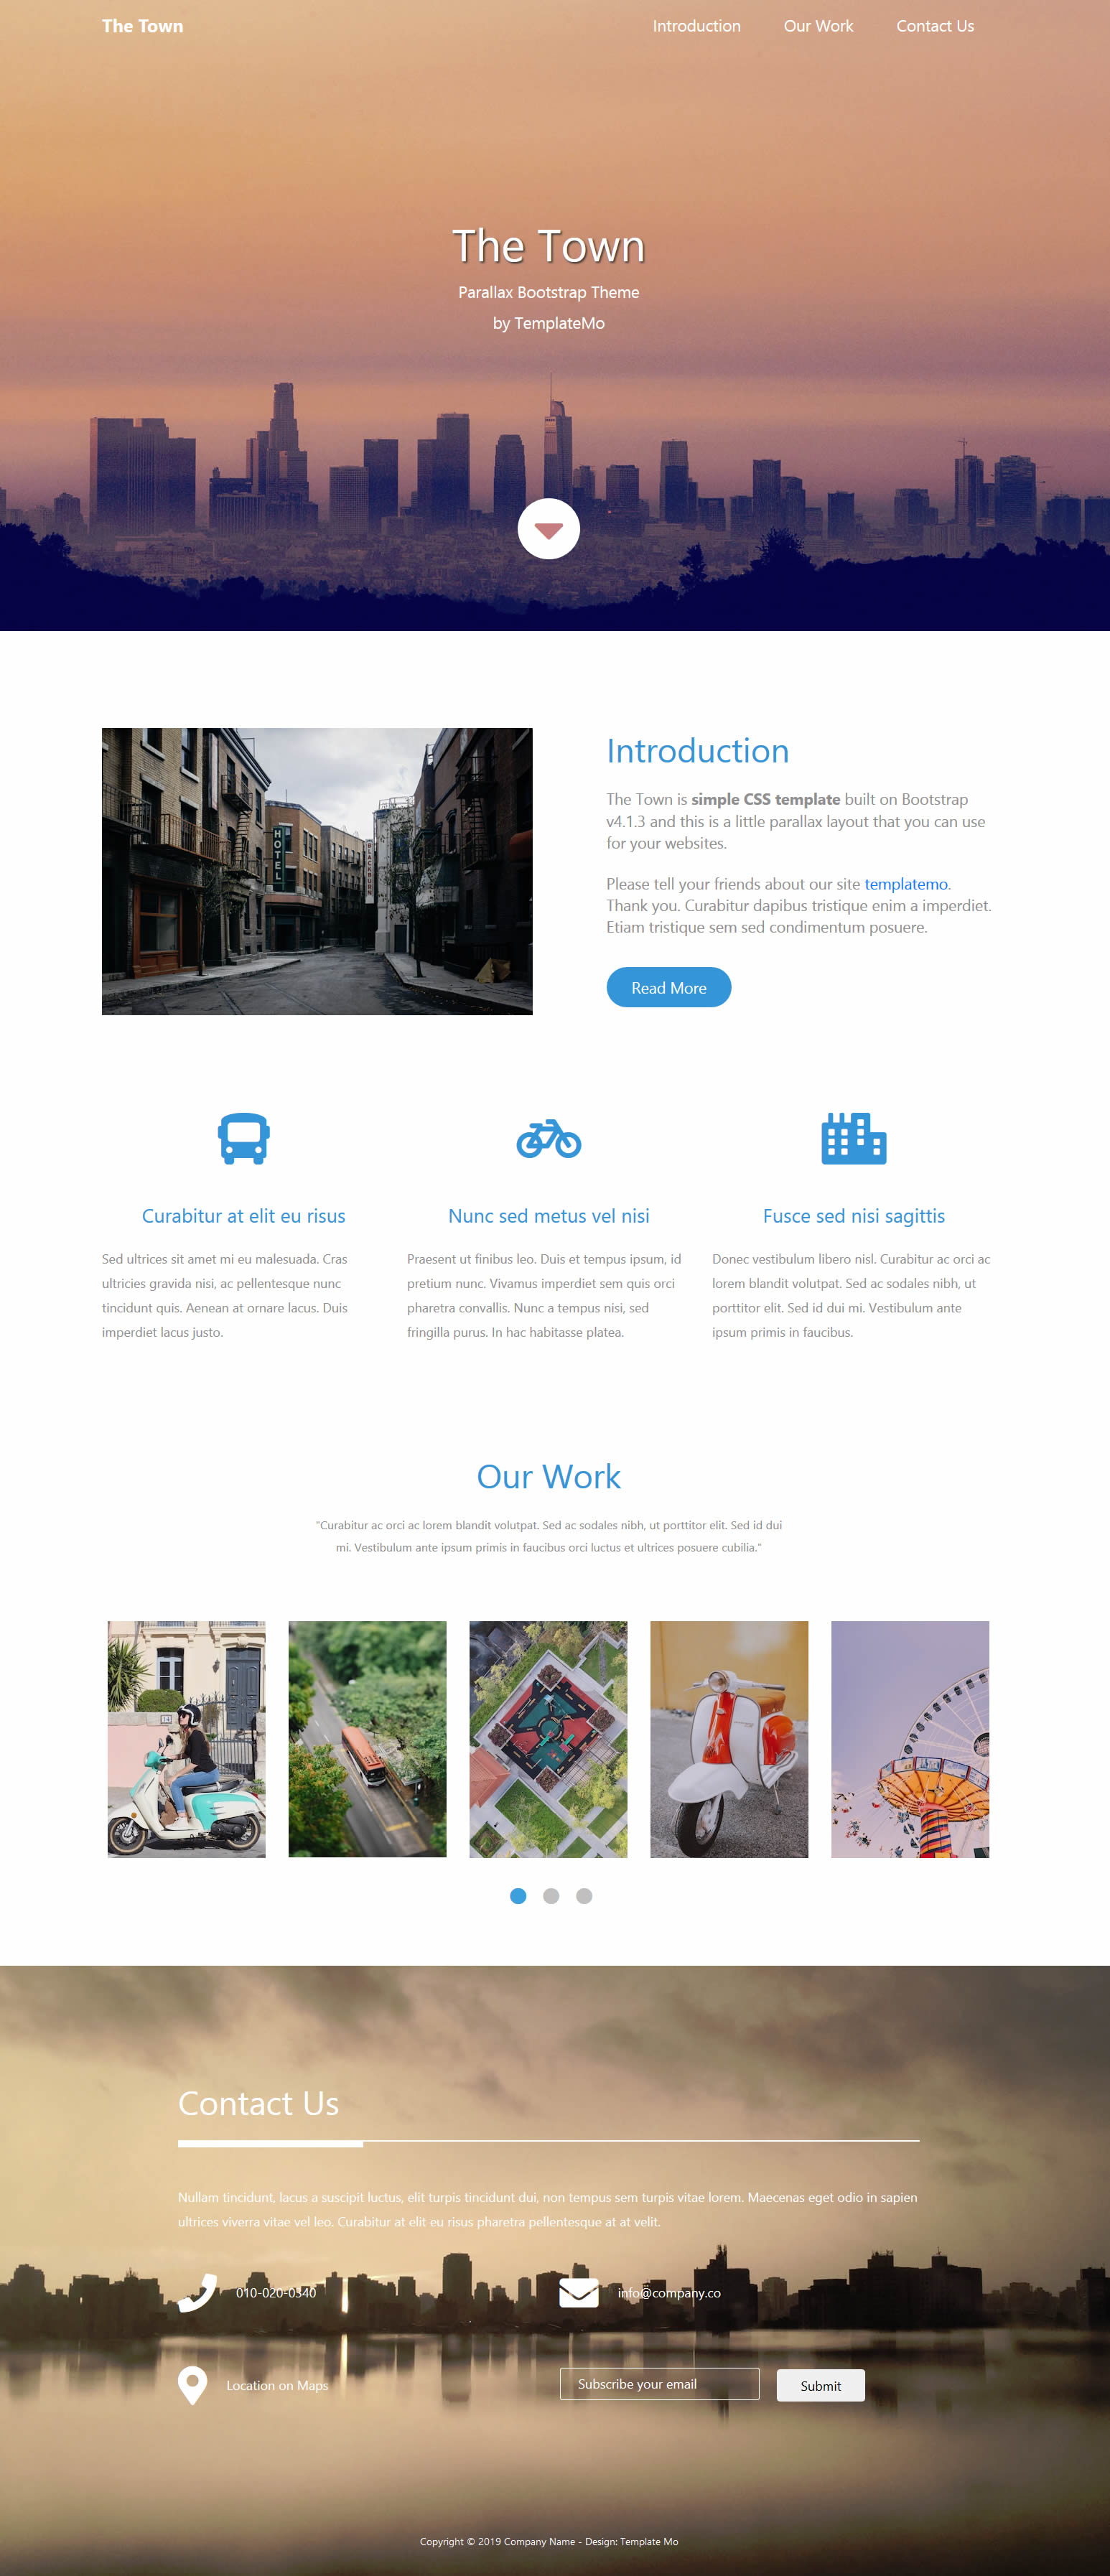 The Town
Introduction
Our Work
Contact Us
The Town
Parallax Bootstrap Theme
by TemplateMo
HOTEL
BLACKBURN
Introduction
The Town is simple CSS template built on Bootstrap
v4.1.3 and this is a little parallax layout that you can use
for your websites.
Please tell your friends about our site templatemo.
Thank you. Curabitur dapibus tristique enim a imperdiet.
Etiam tristique sem sed condimentum posuere.
Read More
Curabitur at elit eu risus
Sed ultrices sit amet mi eu malesuada. Cras
ultricies gravida nisi, ac pellentesque nunc
tincidunt quis. Aenean at ornare lacus. Duis
imperdiet lacus justo.
Nunc sed metus vel nisi
Praesent ut finibus leo. Duis et tempus ipsum, id
pretium nunc. Vivamus imperdiet sem quis orci
pharetra convallis. Nunc a tempus nisi, sed
fringilla purus. In hac habitasse platea.
Fusce sed nisi sagittis
Donec vestibulum libero nisl. Curabitur ac orci ac
lorem blandit volutpat. Sed ac sodales nibh, ut
porttitor elit. Sed id dui mi. Vestibulum ante
ipsum primis in faucibus.
Our Work
"Curabitur ac orci ac lorem blandit volutpat. Sed ac sodales nibh, ut porttitor elit. Sed id dui
mi. Vestibulum ante ipsum primis in faucibus orci luctus et ultrices posuere cubilia."
Contact Us
Nullam tincidunt, lacus a suscipit luctus, elit turpis tincidunt dui, non tempus sem turpis vitae lorem. Maecenas eget odio in sapien
ultrices viverra vitae vel leo. Curabitur at elit eu risus pharetra pellentesque at at velit.
010-020-0340
info@company.co
Location on Maps
Subscribe your email
Submit
Copyright © 2019 Company Name - Design: Template Mo